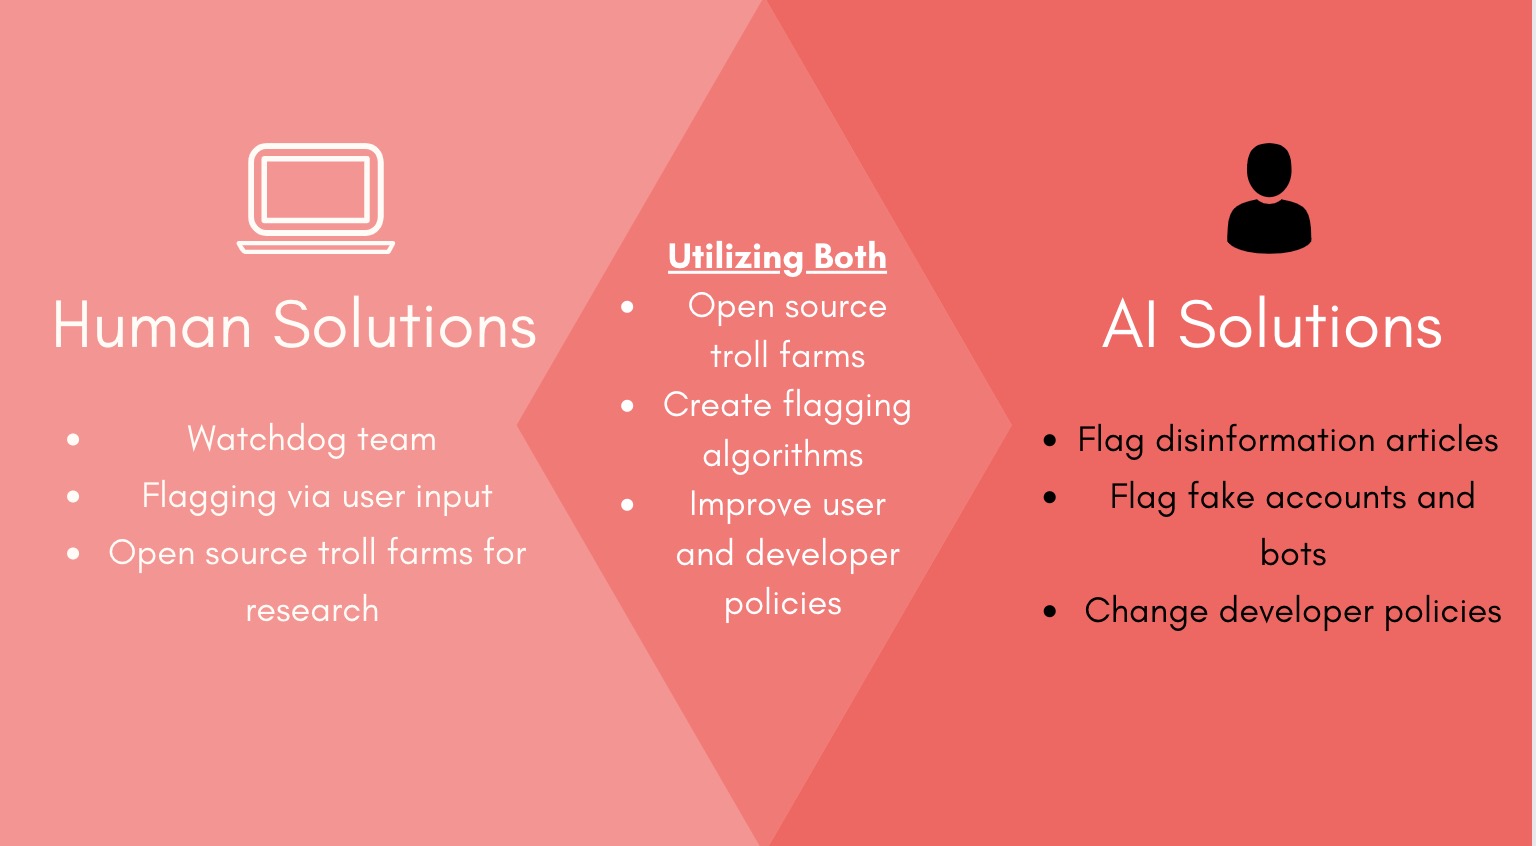 Human Solutions
• Watchdog team
• Flagging via user input
• Open source troll farms for
research
Utilizing Both
• Open source
troll farms
• Create flagging
algorithms
• Improve user
and developer
policies
AI Solutions
• Flag disinformation articles
• Flag fake accounts and
bots
• Change developer policies